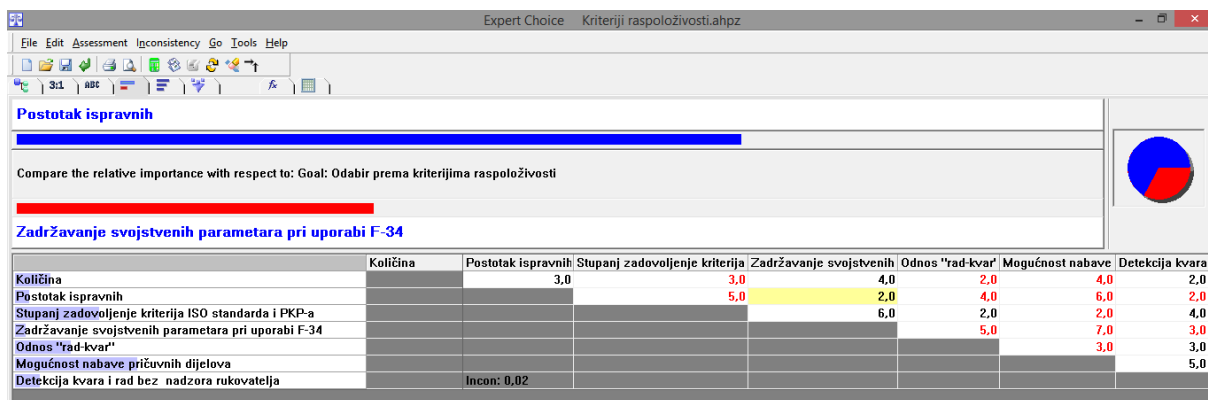 Expert Choice Kriteriji raspoloživosti.ahpz
File Edit Assessment Inconsistency Go Tools Help
3:1 ABC fx
Postotak ispravnih
Compare the relative importance with respect to: Goal: Odabir prema kriterijima raspoloživosti
Zadržavanje svojstvenih parametara pri uporabi F-34
Količina Postotak ispravnih Stupanj zadovoljenje kriterija Zadržavanje svojstvenih Odnos "rad-kvar' Mogućnost nabave Detekcija kvara
Količina 3,0 3,0 4,0 2,0 4,0 2,0
Postotak ispravnih 5,0 2,0 4,0 6,0 2,0
Stupanj zadovoljenje kriterija ISO standarda i PKP-a 6,0 2,0 2,0 4,0
Zadržavanje svojstvenih parametara pri uporabi F-34 5,0 7,0 3,0
Odnos "rad-kvar" 3,0 3,0
Mogućnost nabave pričuvnih dijelova 5,0
Detekcija kvara i rad bez nadzora rukovatelja Incon: 0,02